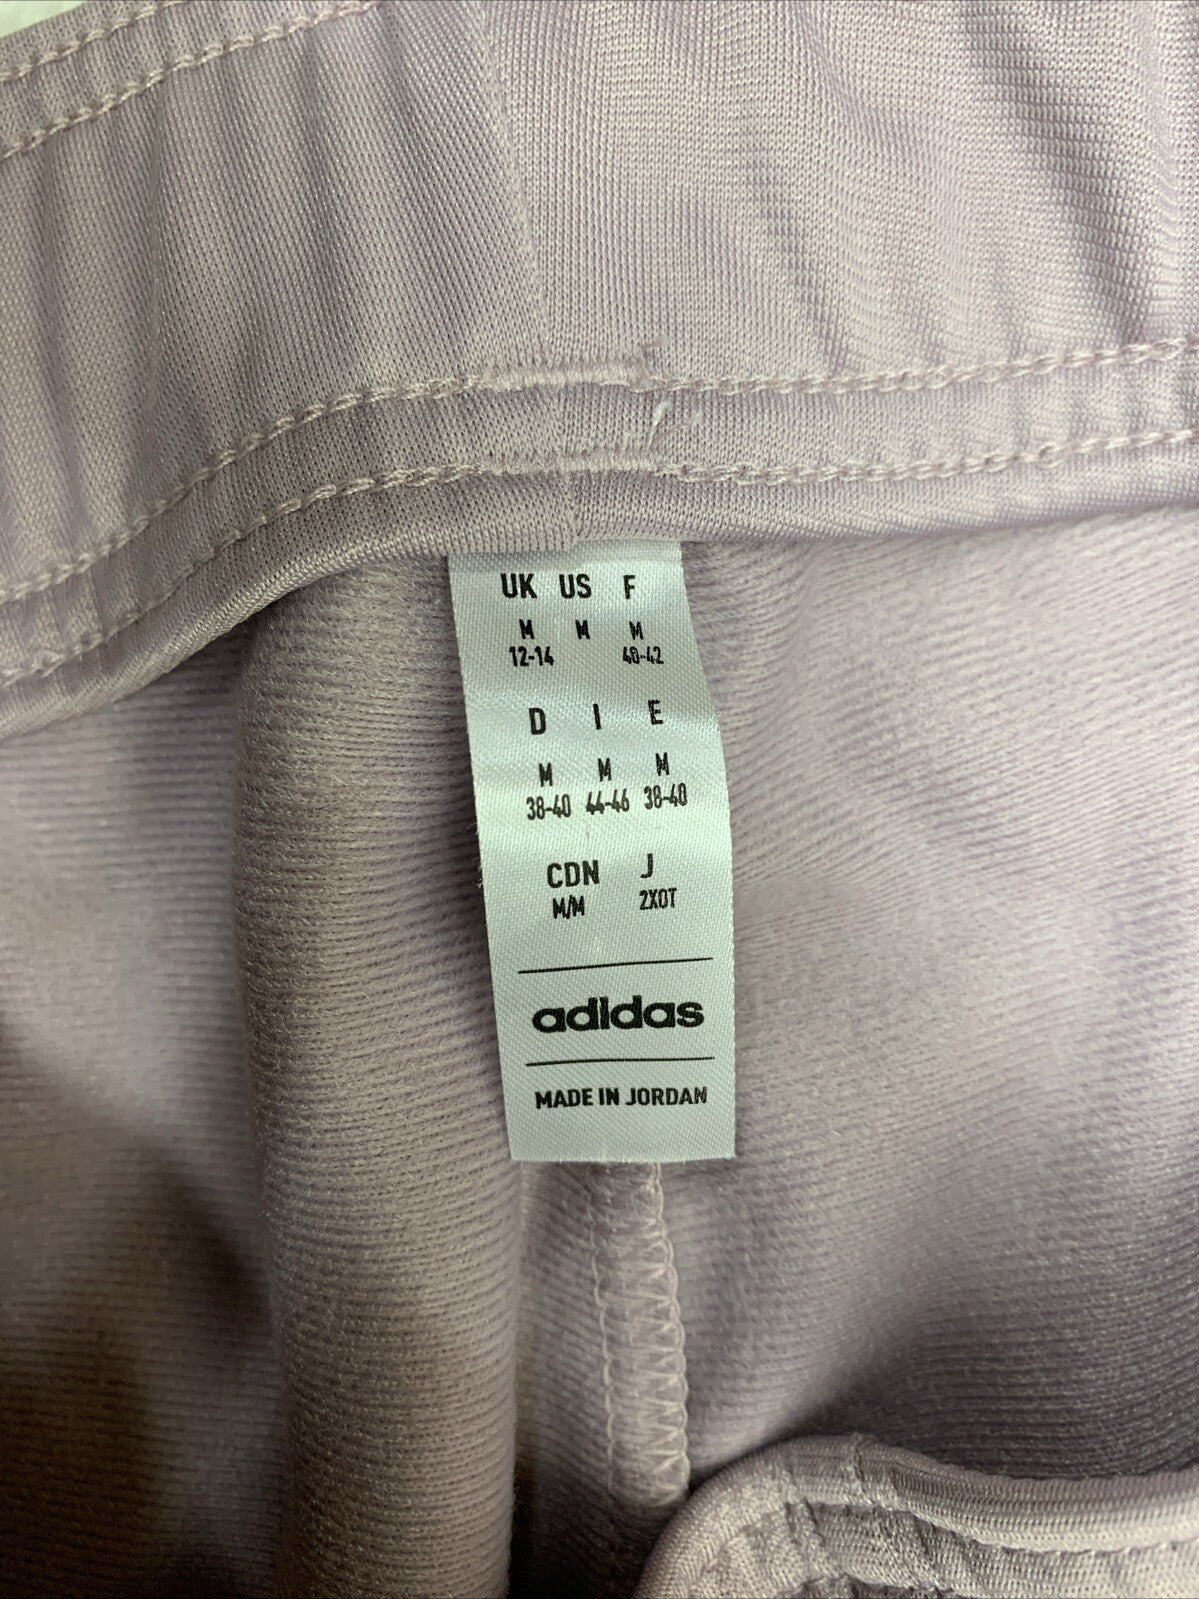 UK US F
M M M
12-14 40-42
D I E
M M M
38-40 44-46 38-40
CDN J
M/M 2XOT
adidas
MADE IN JORDAN